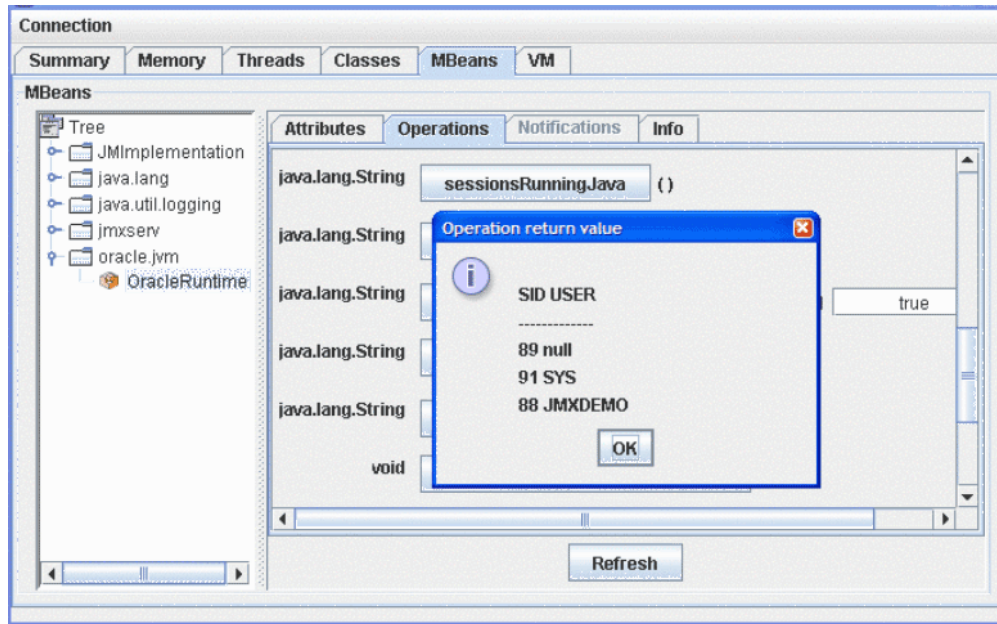 Connection
Summary Memory Threads Classes MBeans VM
MBeans
Tree
JMImplementation
java.lang
java.util.logging
jmxserv
oracle.jvm
OracleRuntime
Attributes Operations Notifications Info
java.lang.String sessionsRunningJava ( )
java.lang.String
java.lang.String true
java.lang.String
java.lang.String
void
Operation return value
SID USER
-------------
89 null
91 SYS
88 JMXDEMO
OK
Refresh